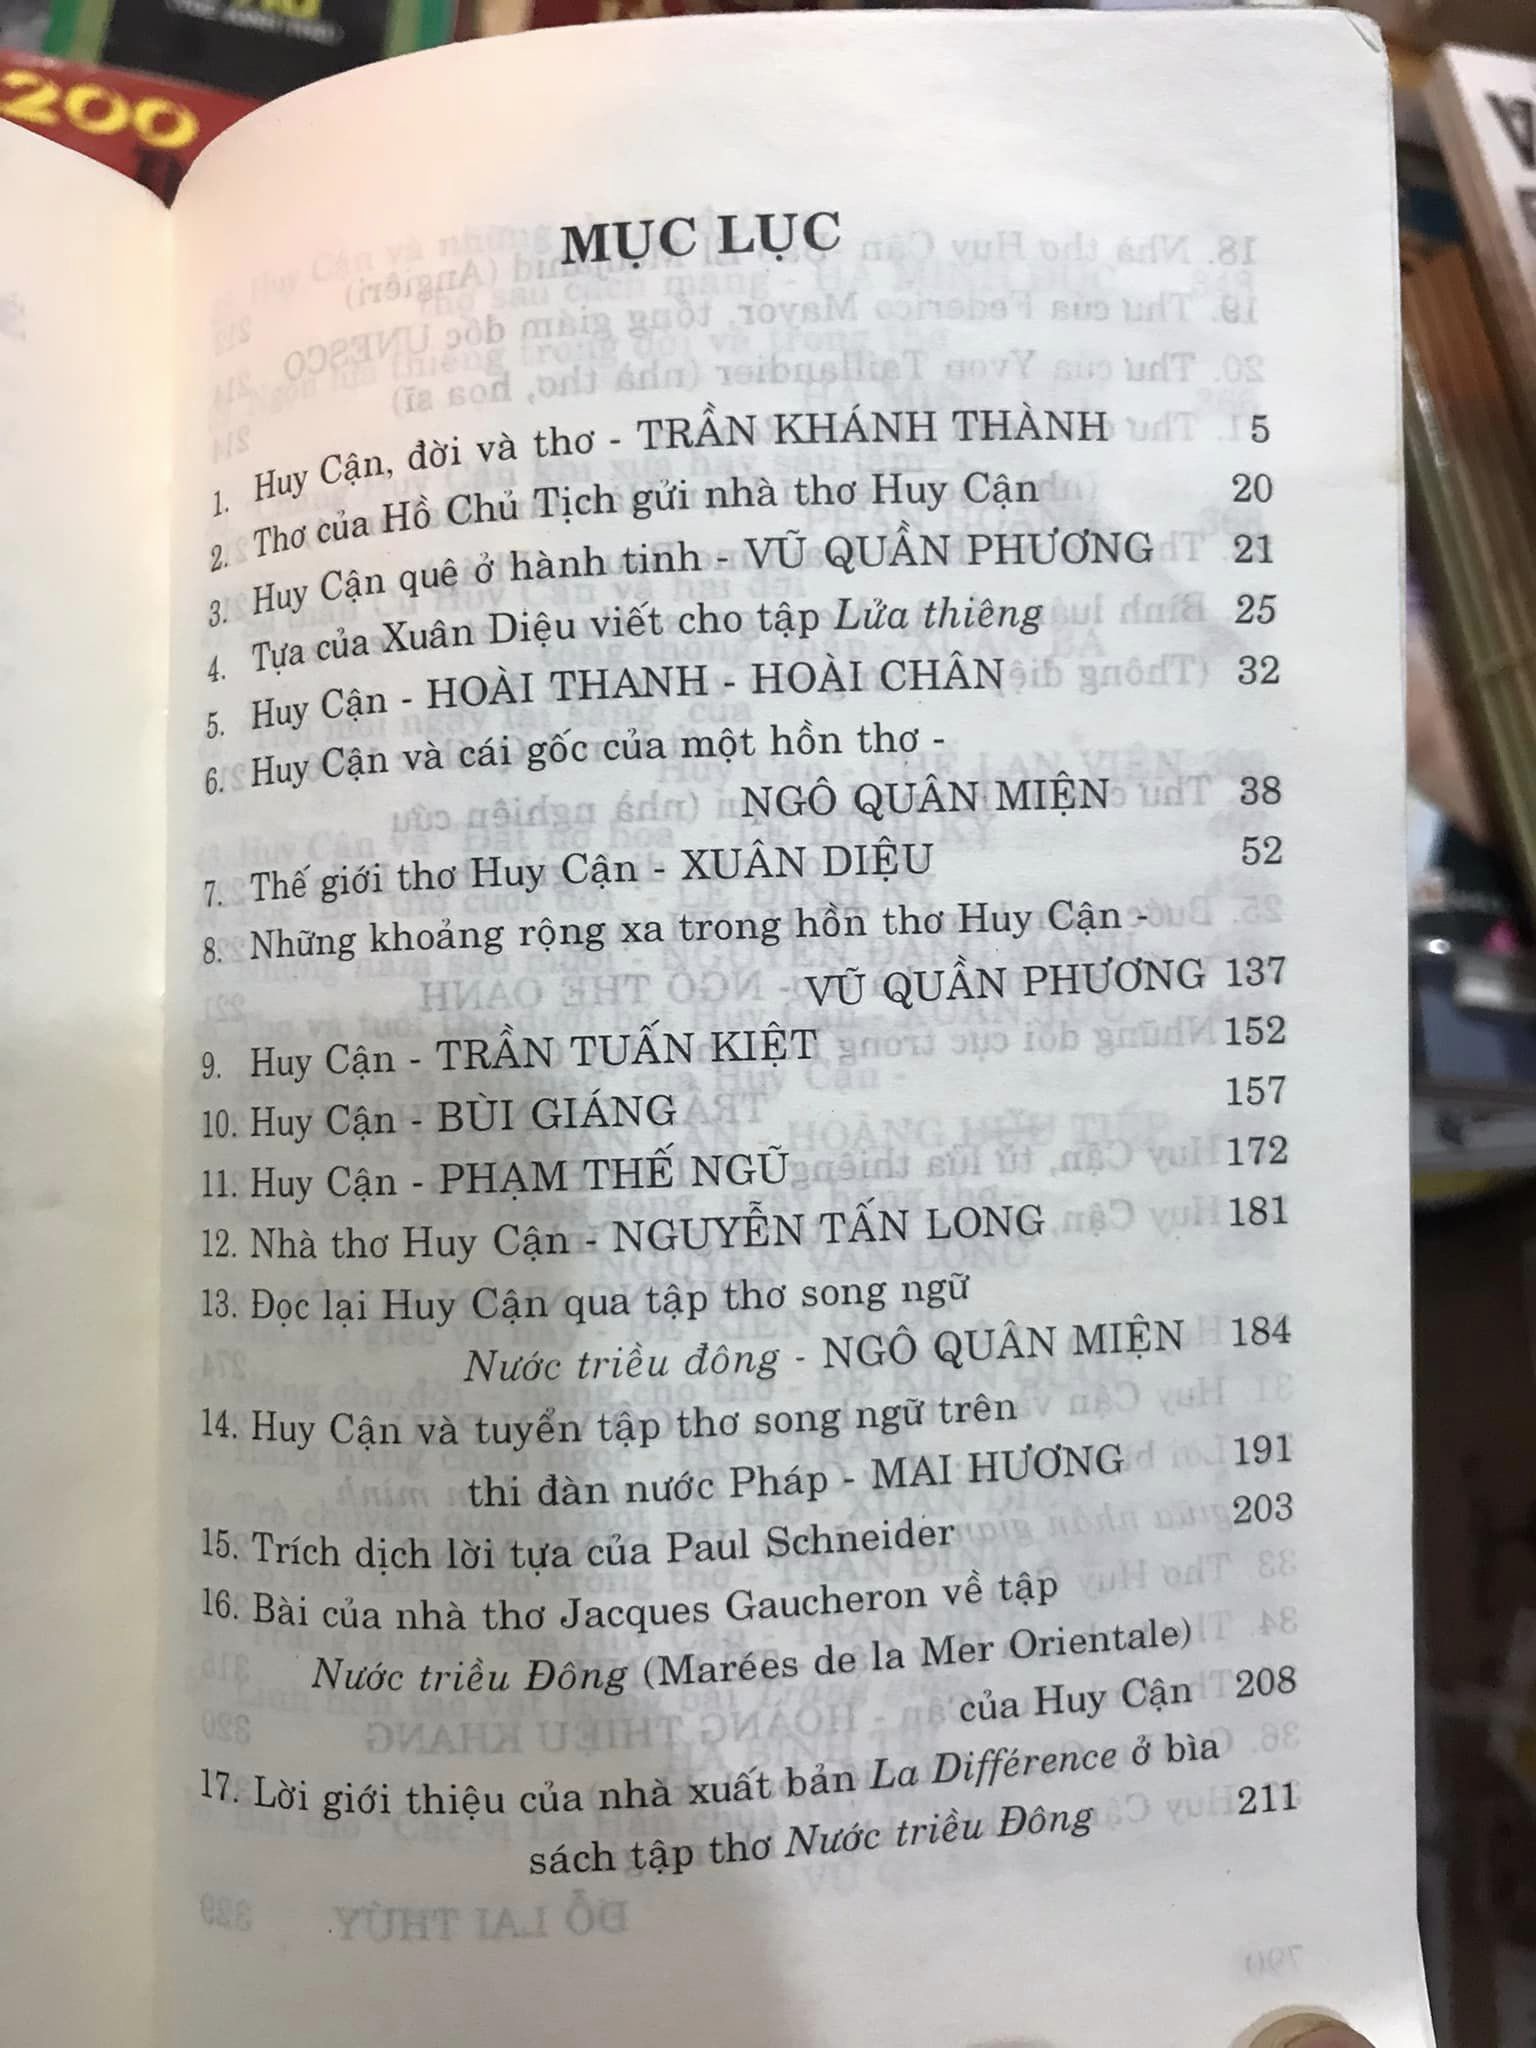 200
MỤC LỤC
1. Huy Cận, đời và thơ - TRẦN KHÁNH THÀNH 5
2. Thơ của Hồ Chủ Tịch gửi nhà thơ Huy Cận 20
3. Huy Cận quê ở hành tinh - VŨ QUẦN PHƯƠNG 21
4. Tựa của Xuân Diệu viết cho tập Lửa thiêng 25
5. Huy Cận - HOÀI THANH - HOÀI CHÂN 32
6. Huy Cận và cái gốc của một hồn thơ -
NGÔ QUÂN MIỆN 38
7. Thế giới thơ Huy Cận - XUÂN DIỆU 52
8. Những khoảng rộng xa trong hồn thơ Huy Cận -
VŨ QUẦN PHƯƠNG 137
9. Huy Cận - TRẦN TUẤN KIỆT 152
10. Huy Cận - BÙI GIÁNG 157
11. Huy Cận - PHẠM THẾ NGŨ 172
12. Nhà thơ Huy Cận - NGUYỄN TẤN LONG 181
13. Đọc lại Huy Cận qua tập thơ song ngữ
Nước triều đông - NGÔ QUÂN MIỆN 184
14. Huy Cận và tuyển tập thơ song ngữ trên
thi đàn nước Pháp - MAI HƯƠNG 191
15. Trích dịch lời tựa của Paul Schneider 203
16. Bài của nhà thơ Jacques Gaucheron về tập
Nước triều Đông (Marées de la Mer Orientale)
của Huy Cận 208
17. Lời giới thiệu của nhà xuất bản La Différence ở bìa
sách tập thơ Nước triều Đông 211